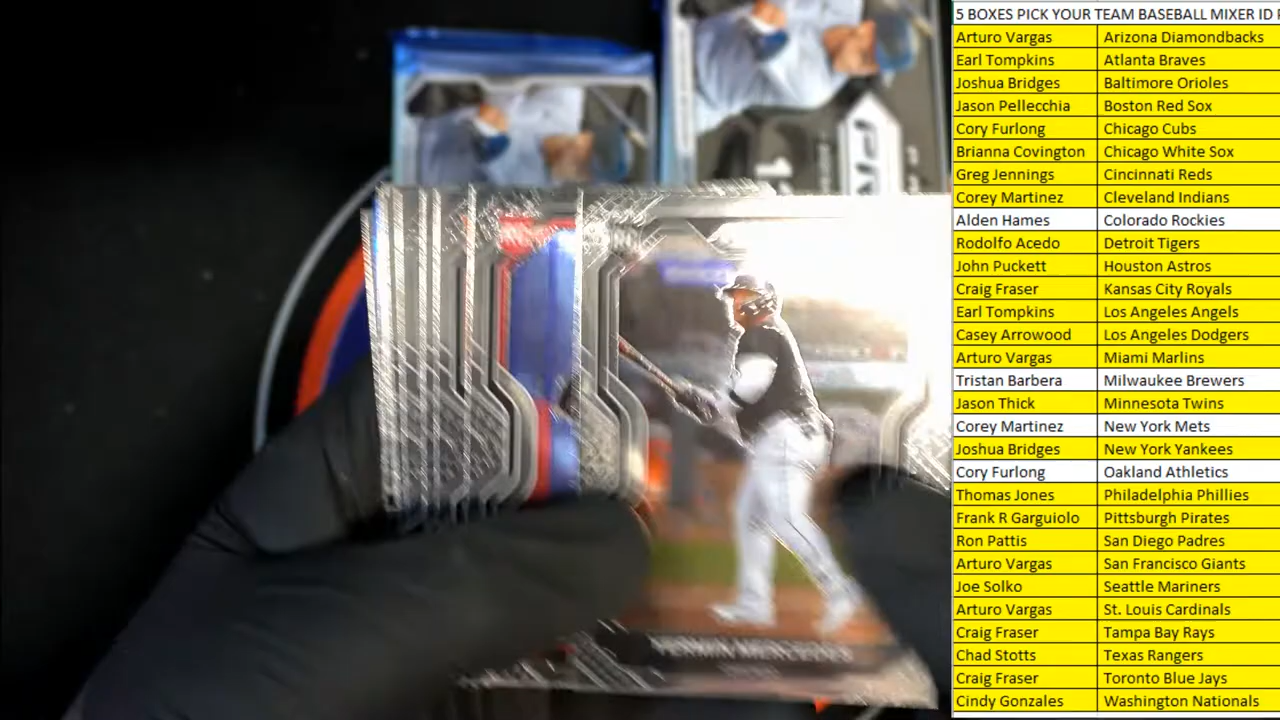 5 BOXES PICK YOUR TEAM BASEBALL MIXER ID
Arturo Vargas Arizona Diamondbacks
Earl Tompkins Atlanta Braves
Joshua Bridges Baltimore Orioles
Jason Pellecchia Boston Red Sox
Cory Furlong Chicago Cubs
Brianna Covington Chicago White Sox
Greg Jennings Cincinnati Reds
Corey Martinez Cleveland Indians
Alden Hames Colorado Rockies
Rodolfo Acedo Detroit Tigers
John Puckett Houston Astros
Craig Fraser Kansas City Royals
Earl Tompkins Los Angeles Angels
Casey Arrowood Los Angeles Dodgers
Arturo Vargas Miami Marlins
Tristan Barbera Milwaukee Brewers
Jason Thick Minnesota Twins
Corey Martinez New York Mets
Joshua Bridges New York Yankees
Cory Furlong Oakland Athletics
Thomas Jones Philadelphia Phillies
Frank R Garguiolo Pittsburgh Pirates
Ron Pattis San Diego Padres
Arturo Vargas San Francisco Giants
Joe Solko Seattle Mariners
Arturo Vargas St. Louis Cardinals
Craig Fraser Tampa Bay Rays
Chad Stotts Texas Rangers
Craig Fraser Toronto Blue Jays
Cindy Gonzales Washington Nationals
YERMIN MERCEDES